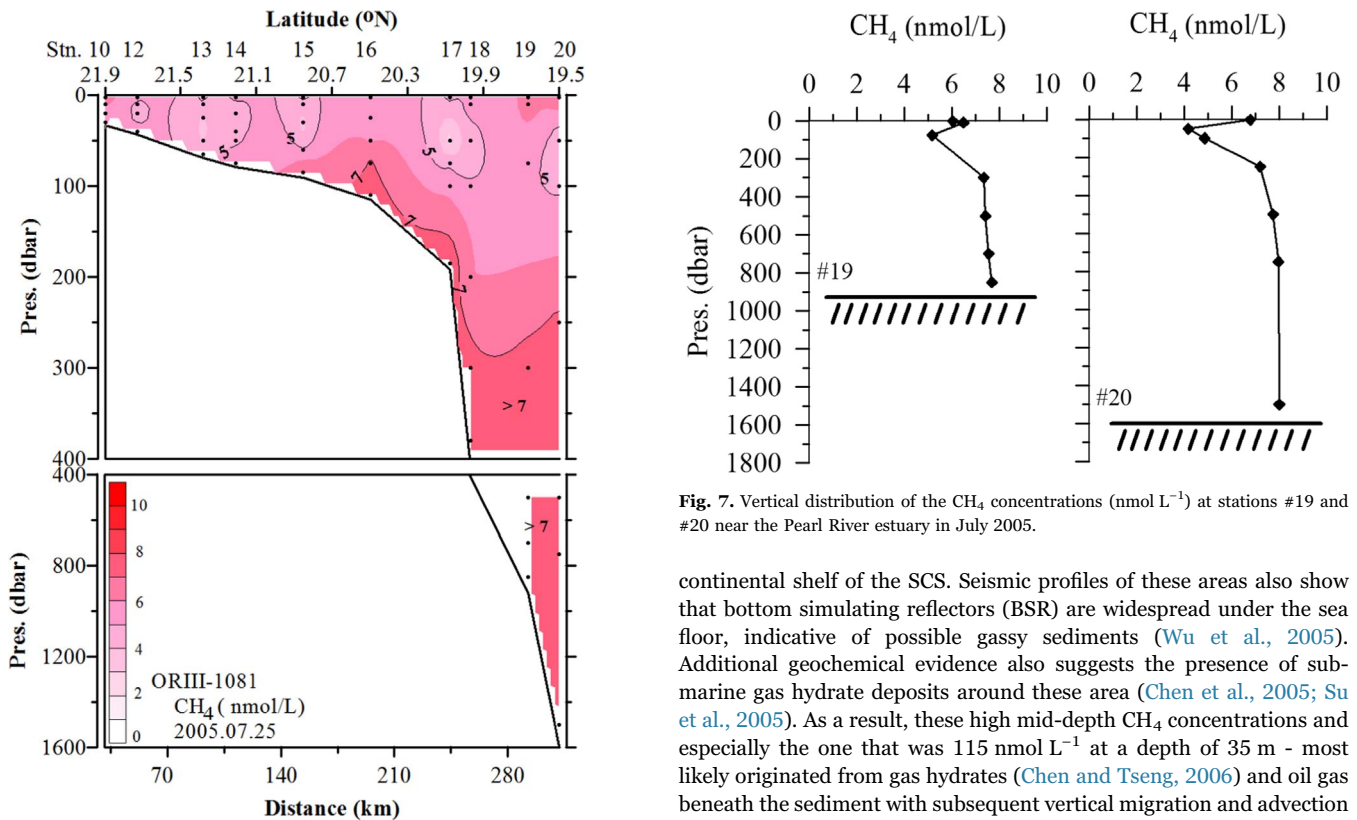 Latitude (ᴼN)
Stn. 10 12 13 14 15 16 17 18 19 20
21.9 21.5 21.1 20.7 20.3 19.9 19.5
0
100
200
300
400
Pres. (dbar)
5
5
5
5
7
7
7
> 7
400
800
1200
1600
Pres. (dbar)
> 7
10
8
6
4
2
0
ORIII-1081
CH₄ ( nmol/L)
2005.07.25
70 140 210 280
Distance (km)
CH₄ (nmol/L)
0 2 4 6 8 10
0
200
400
600
800
1000
1200
1400
1600
1800
Pres. (dbar)
#19
CH₄ (nmol/L)
0 2 4 6 8 10
#20
Fig. 7. Vertical distribution of the CH₄ concentrations (nmol L⁻¹) at stations #19 and
#20 near the Pearl River estuary in July 2005.
continental shelf of the SCS. Seismic profiles of these areas also show
that bottom simulating reflectors (BSR) are widespread under the sea
floor, indicative of possible gassy sediments (Wu et al., 2005).
Additional geochemical evidence also suggests the presence of sub-
marine gas hydrate deposits around these area (Chen et al., 2005; Su
et al., 2005). As a result, these high mid-depth CH₄ concentrations and
especially the one that was 115 nmol L⁻¹ at a depth of 35 m - most
likely originated from gas hydrates (Chen and Tseng, 2006) and oil gas
beneath the sediment with subsequent vertical migration and advection